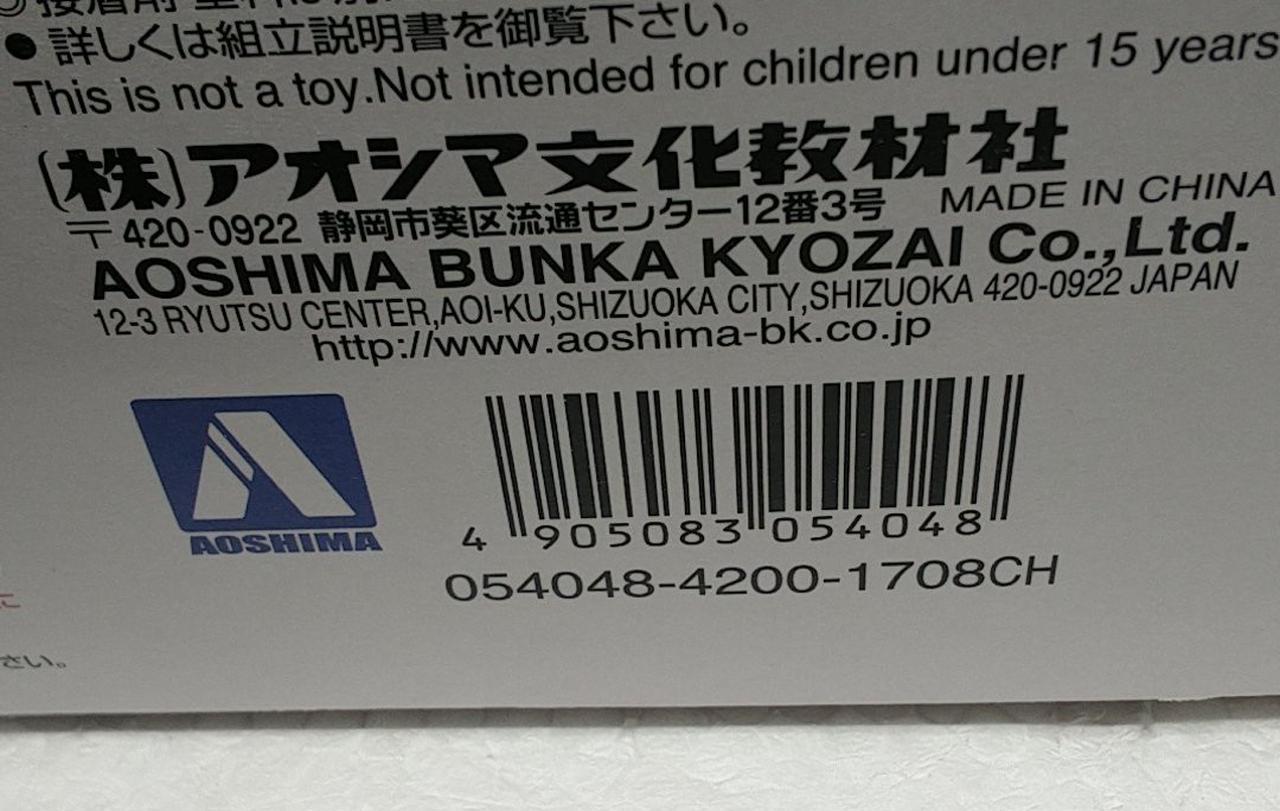 ●詳しくは組立説明書を御覧下さい。
This is not a toy.Not intended for children under 15 years
(株)アオシマ文化教材社
〒420-0922 静岡市葵区流通センター12番3号 MADE IN CHINA
AOSHIMA BUNKA KYOZAI Co.,Ltd.
12-3 RYUTSU CENTER,AOI-KU,SHIZUOKA CITY,SHIZUOKA 420-0922 JAPAN
http://www.aoshima-bk.co.jp
AOSHIMA
4 905083 054048
054048-4200-1708CH
に
さい。